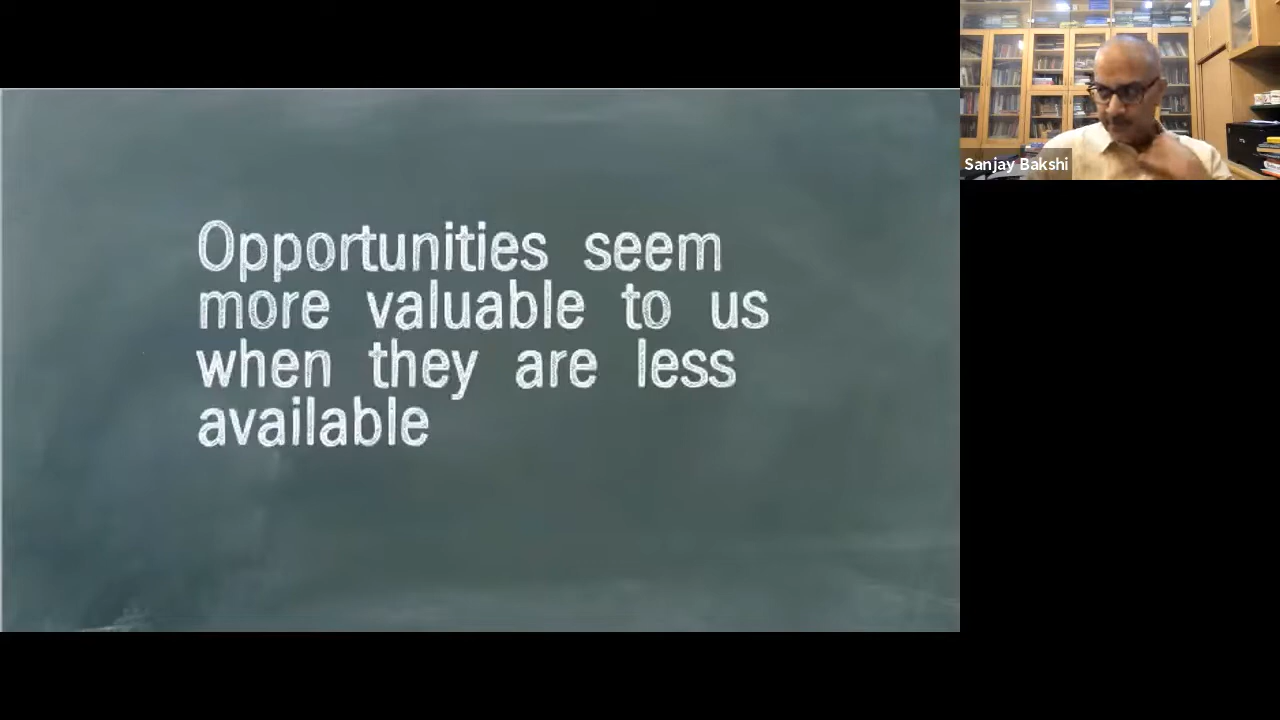 Opportunities seem
more valuable to us
when they are less
available
Sanjay Bakshi